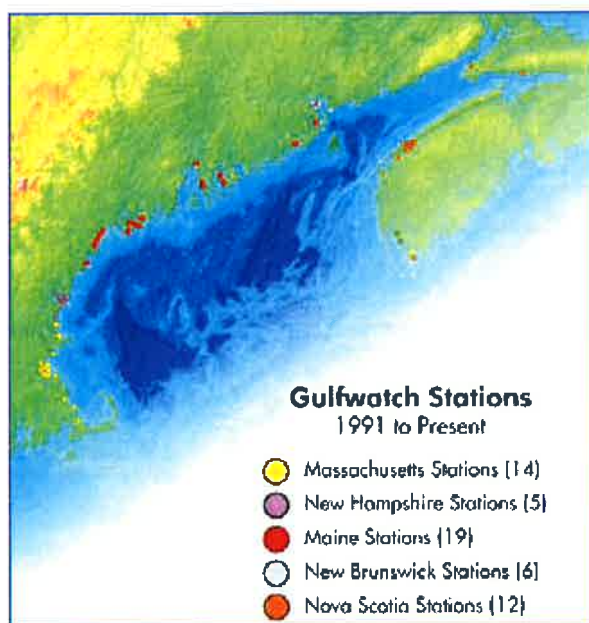 Gulfwatch Stations
1991 to Present
Massachusetts Stations (14)
New Hampshire Stations (5)
Maine Stations (19)
New Brunswick Stations (6)
Nova Scotia Stations (12)